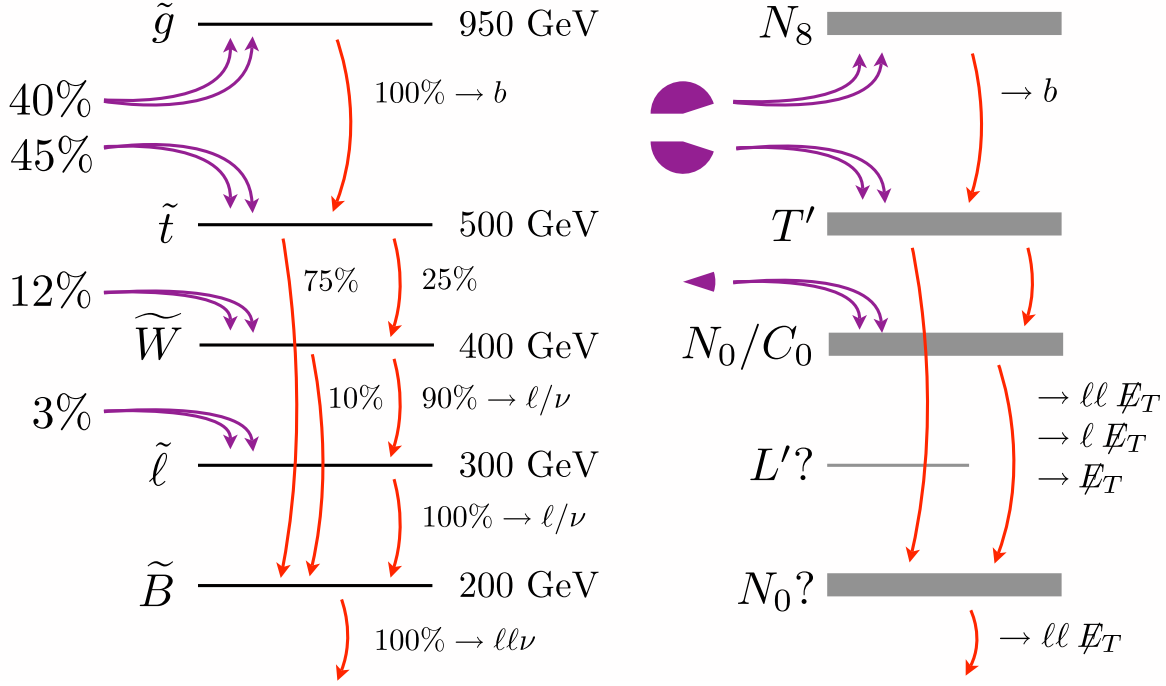 g̃ 950 GeV
40% 100% → b
45%
t̃ 500 GeV
75% 25%
12%
W̃ 400 GeV
10% 90% → ℓ/ν
3%
ℓ̃ 300 GeV
100% → ℓ/ν
B̃ 200 GeV
100% → ℓℓν
N₈
→ b
T′
N₀/C₀
→ ℓℓ E̸_T
→ ℓ E̸_T
L′?
→ E̸_T
N₀?
→ ℓℓ E̸_T